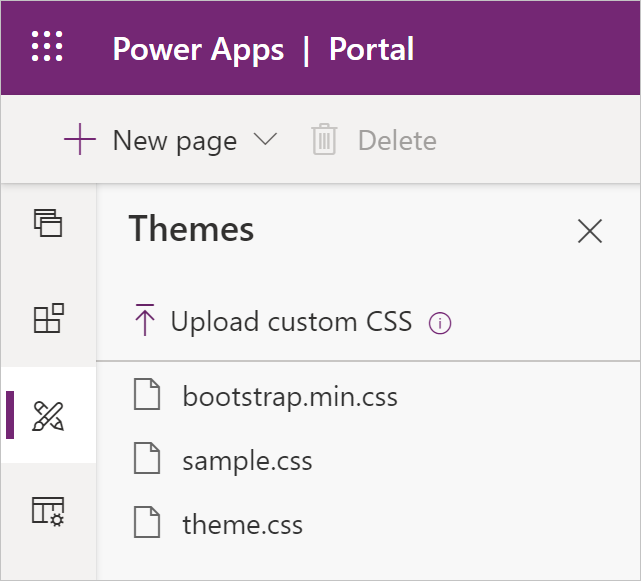 Power Apps | Portal
New page Delete
Themes
Upload custom CSS
bootstrap.min.css
sample.css
theme.css